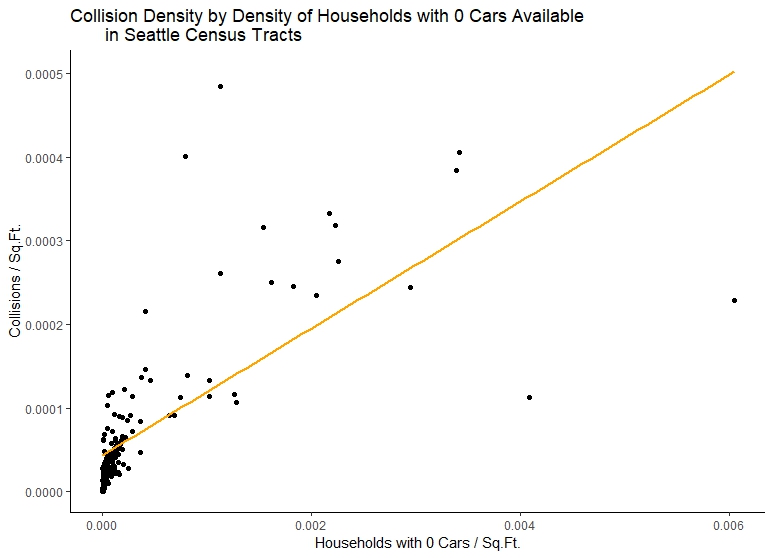 Collision Density by Density of Households with 0 Cars Available
in Seattle Census Tracts
Collisions / Sq.Ft.
0.0005
0.0004
0.0003
0.0002
0.0001
0.0000
0.000 0.002 0.004 0.006
Households with 0 Cars / Sq.Ft.